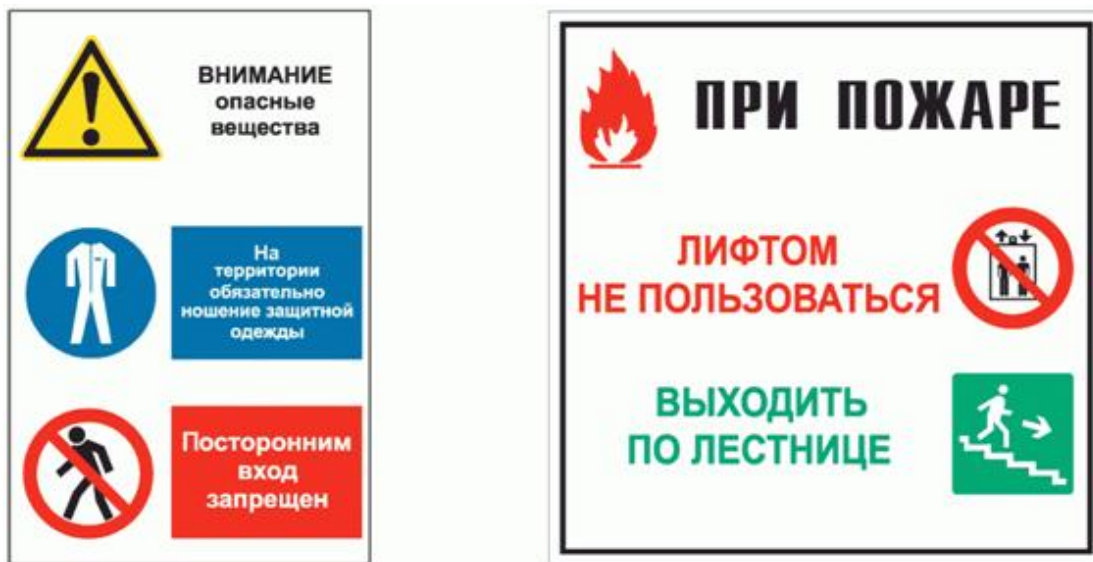 ВНИМАНИЕ
опасные
вещества
На
территории
обязательно
ношение защитной
одежды
Посторонним
вход
запрещен
ПРИ ПОЖАРЕ
ЛИФТОМ
НЕ ПОЛЬЗОВАТЬСЯ
ВЫХОДИТЬ
ПО ЛЕСТНИЦЕ